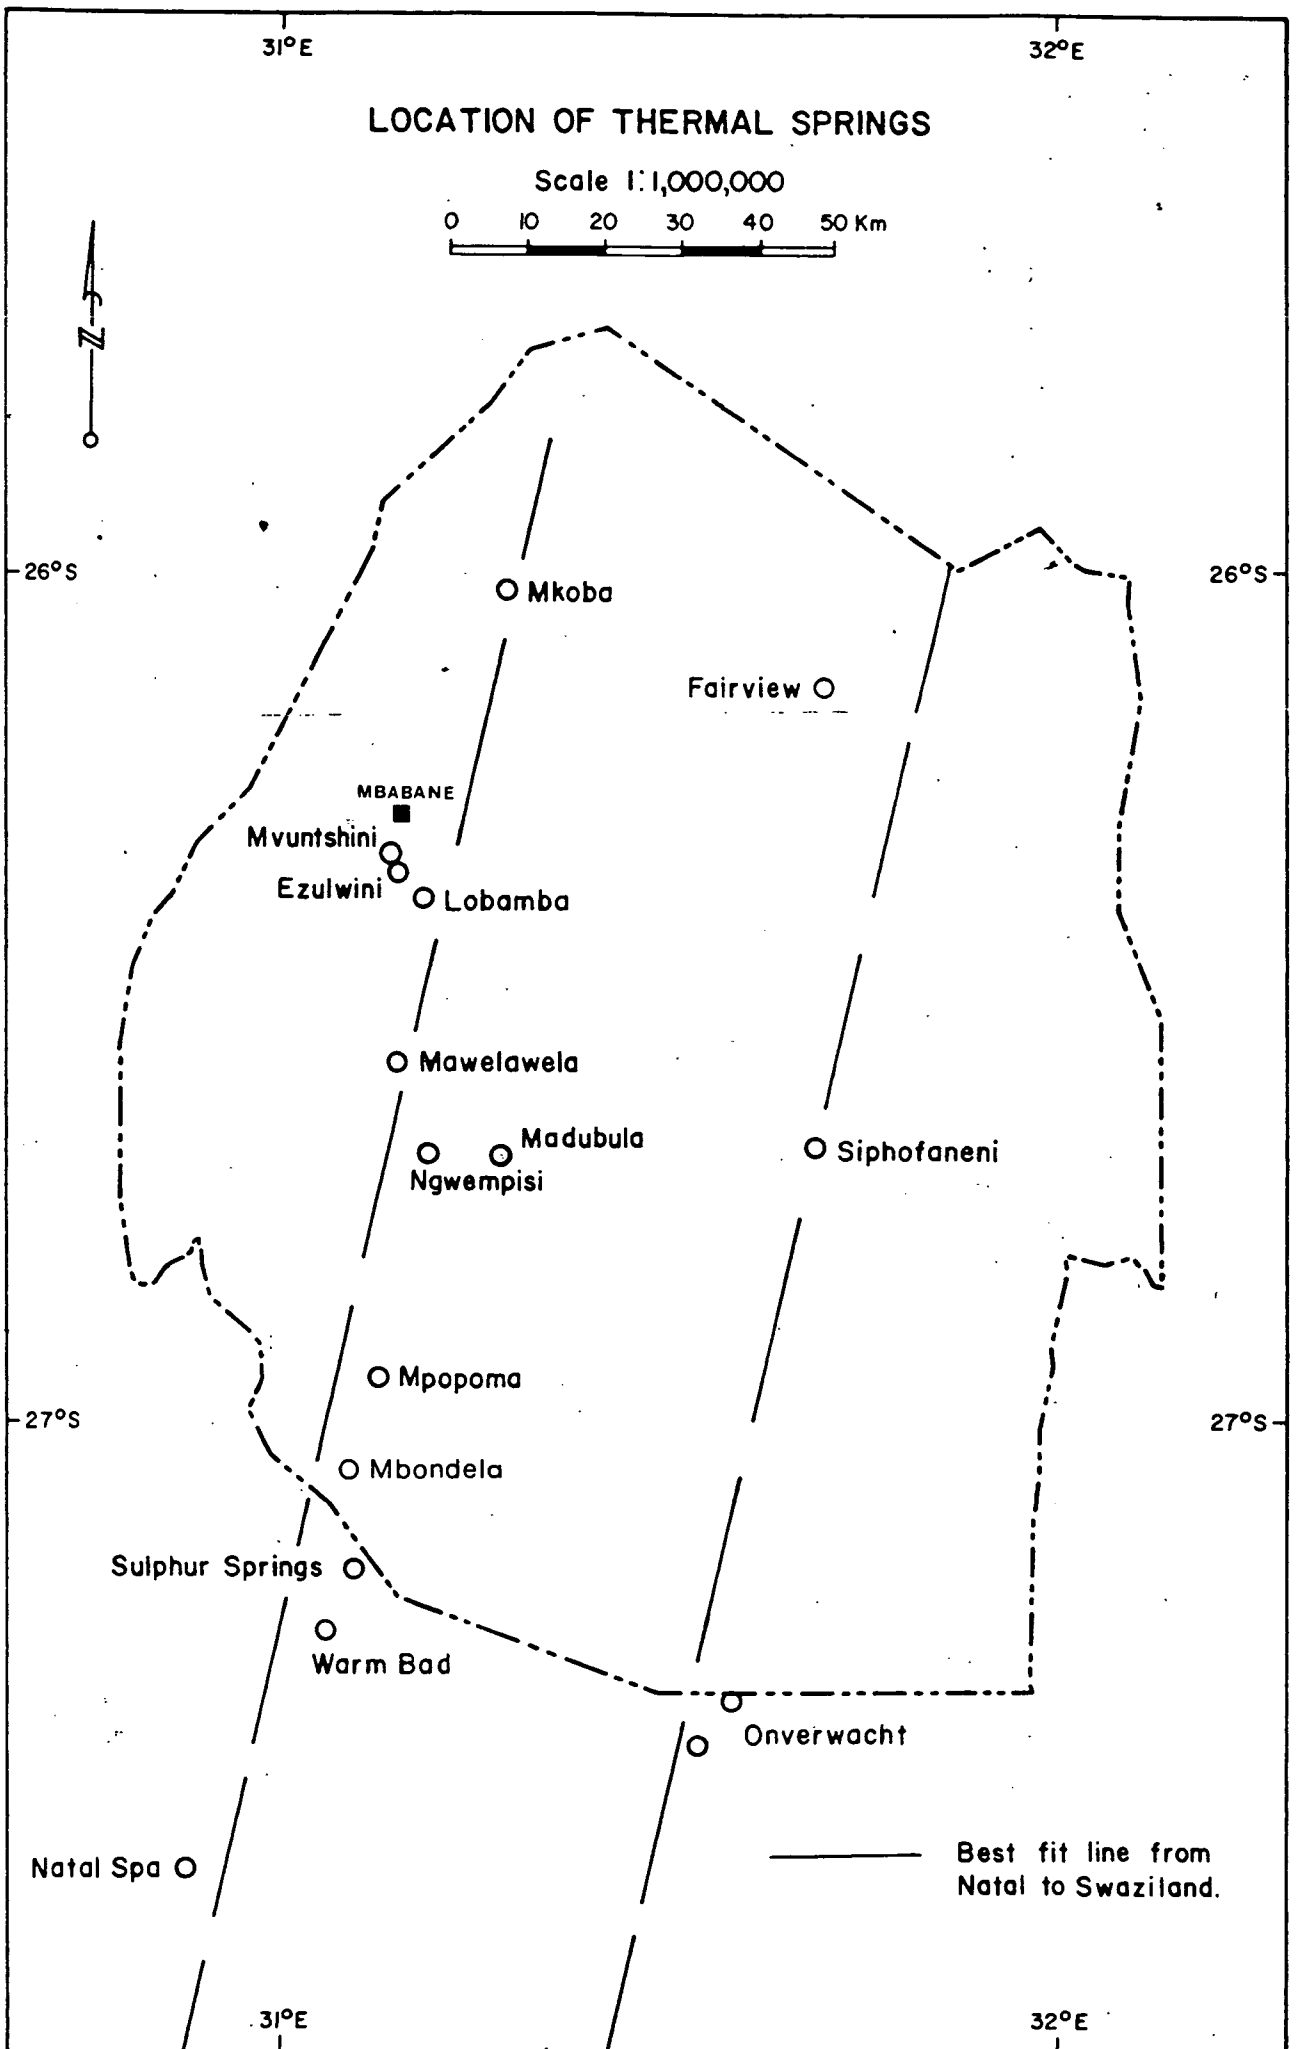 31°E
32°E
LOCATION OF THERMAL SPRINGS
Scale 1:1,000,000
0 10 20 30 40 50 Km
N
26°S
26°S
Mkoba
Fairview
MBABANE
Mvuntshini
Ezulwini
Lobamba
Mawelawela
Madubula
Ngwempisi
Siphofaneni
Mpopoma
27°S
27°S
Mbondela
Sulphur Springs
Warm Bad
Onverwacht
Natal Spa
Best fit line from
Natal to Swaziland.
31°E
32°E